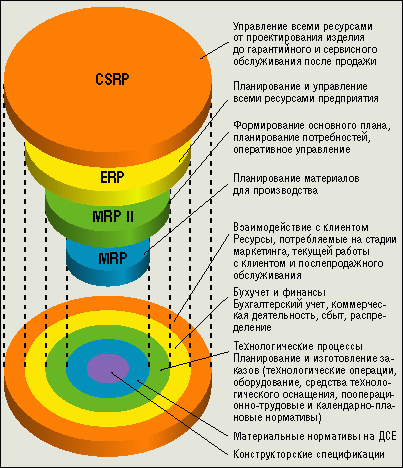 Управление всеми ресурсами
от проектирования изделия
до гарантийного и сервисного
обслуживания после продажи
CSRP
Планирование и управление
всеми ресурсами предприятия
Формирование основного плана,
планирование потребностей,
оперативное управление
ERP
Планирование материалов
для производства
MRP II
MRP
Взаимодействие с клиентом
Ресурсы, потребляемые на стадии
маркетинга, текущей работы
с клиентом и послепродажного
обслуживания
Бухучет и финансы
Бухгалтерский учет, коммерчес-
кая деятельность, сбыт, распре-
деление
Технологические процессы
Планирование и изготовление за-
казов (технологические операции,
оборудование, средства техноло-
гического оснащения, поопераци-
онно-трудовые и календарно-пла-
новые нормативы)
Материальные нормативы на ДСЕ
Конструкторские спецификации